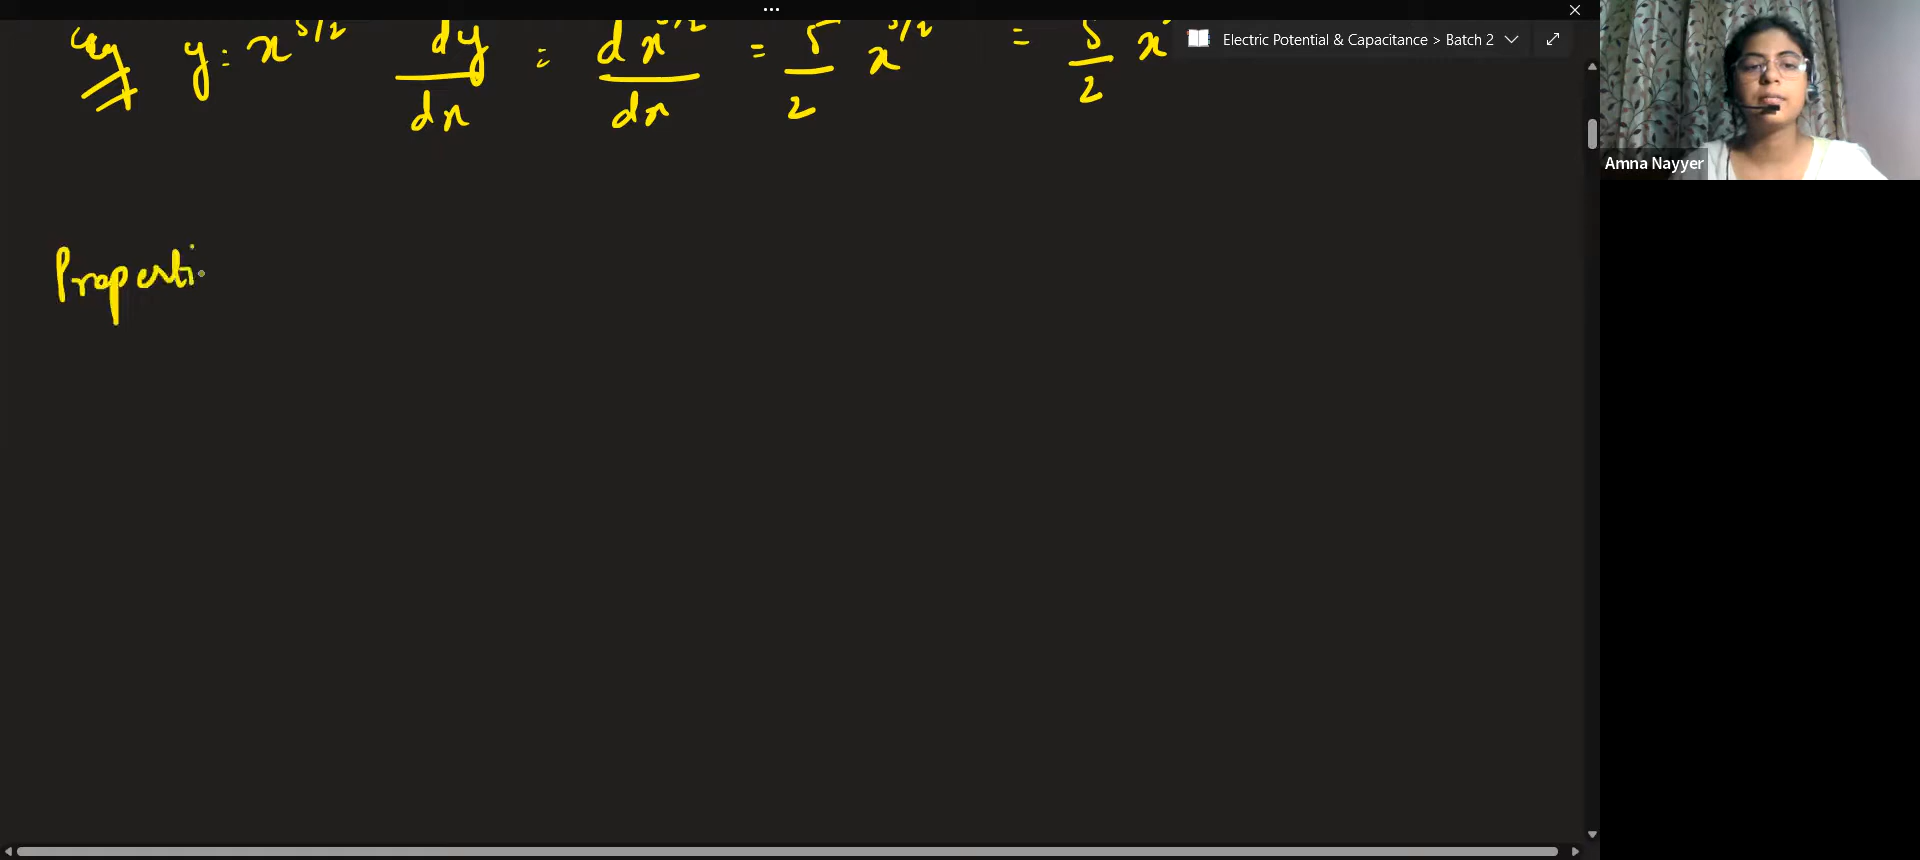 Electric Potential & Capacitance > Batch 2
y = x^5/2 dy/dx = d x^5/2 / dx = 5/2 x^3/2 = 5/2 x
Amna Nayyer
Properti